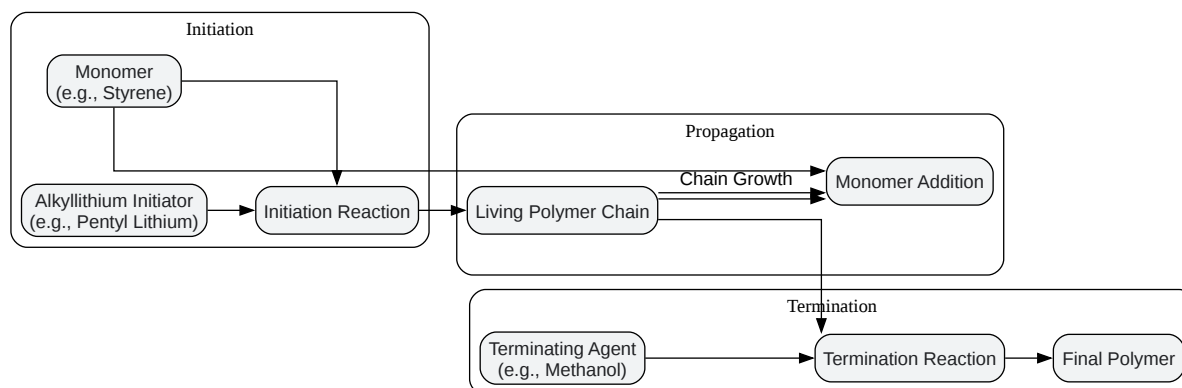 Initiation
Monomer
(e.g., Styrene)
Alkyllithium Initiator
(e.g., Pentyl Lithium)
Initiation Reaction
Propagation
Chain Growth
Living Polymer Chain
Monomer Addition
Termination
Terminating Agent
(e.g., Methanol)
Termination Reaction
Final Polymer